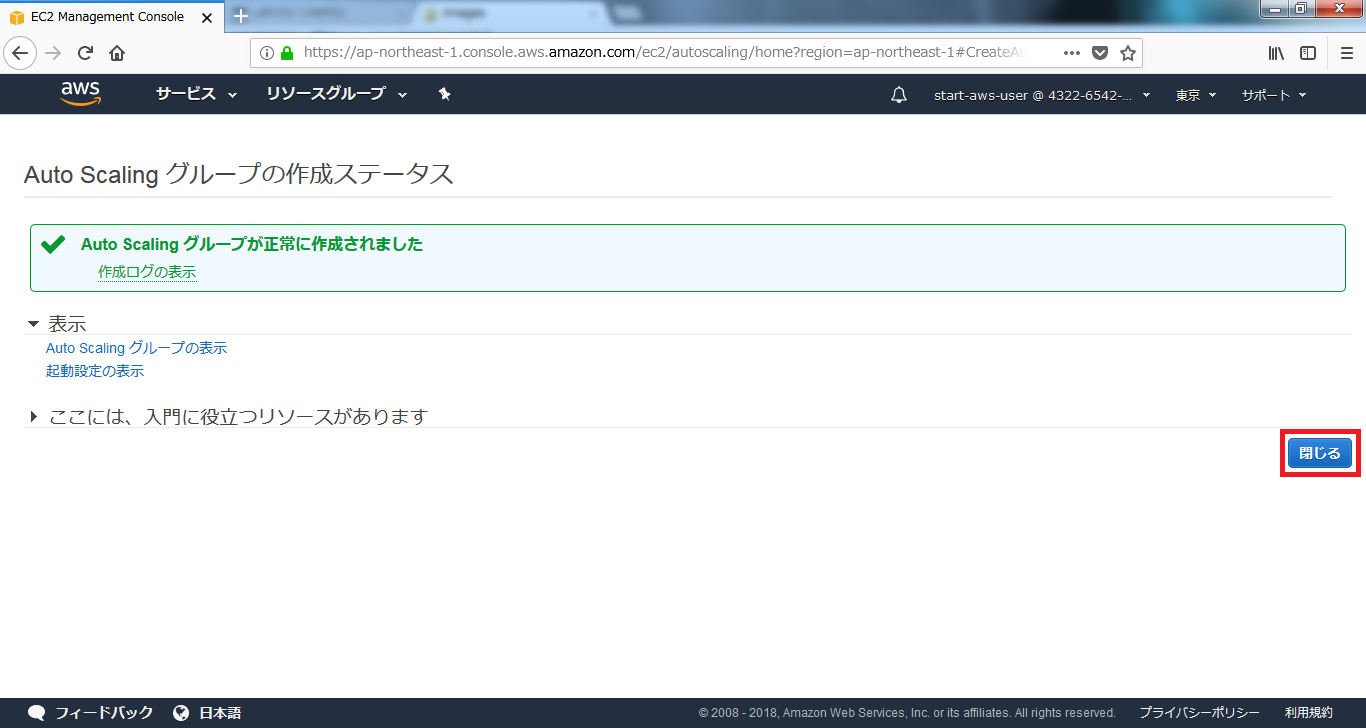 EC2 Management Console
https://ap-northeast-1.console.aws.amazon.com/ec2/autoscaling/home?region=ap-northeast-1#CreateAu
aws サービス リソースグループ start-aws-user @ 4322-6542-... 東京 サポート
Auto Scaling グループの作成ステータス
Auto Scaling グループが正常に作成されました
作成ログの表示
表示
Auto Scaling グループの表示
起動設定の表示
ここには、入門に役立つリソースがあります
閉じる
フィードバック 日本語 © 2008 - 2018, Amazon Web Services, Inc. or its affiliates. All rights reserved. プライバシーポリシー 利用規約